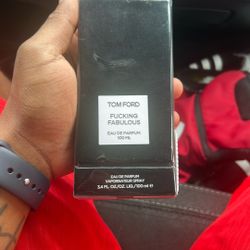 TOM FORD
FUCKING
FABULOUS
EAU DE PARFUM
100 ML
EAU DE PARFUM
VAPORISATEUR SPRAY
3.4 FL.OZ./OZ. LIQ./100 ml ℮